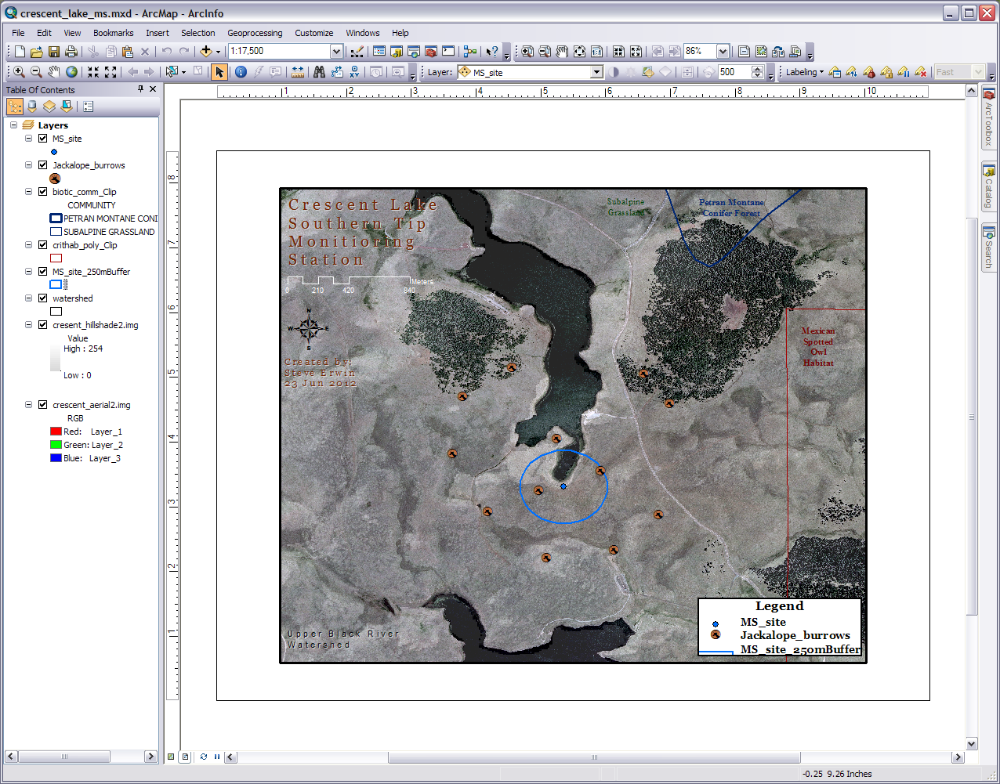 crescent_lake_ms.mxd - ArcMap - ArcInfo
File Edit View Bookmarks Insert Selection Geoprocessing Customize Windows Help
1:17,500
86%
Layer: MS_site
500
Labeling
Fast
Table Of Contents
Layers
MS_site
Jackalope_burrows
biotic_comm_Clip
COMMUNITY
PETRAN MONTANE CONI
SUBALPINE GRASSLAND
crithab_poly_Clip
MS_site_250mBuffer
watershed
cresent_hillshade2.img
Value
High : 254
Low : 0
crescent_aerial2.img
RGB
Red: Layer_1
Green: Layer_2
Blue: Layer_3
1 2 3 4 5 6 7 8 9 10
8
7
6
5
4
3
2
1
Crescent Lake
Southern Tip
Monitioring
Station
Meters
0 210 420 840
N
W E
S
Created by:
Steve Erwin
23 Jun 2012
Subalpine
Grassland
Petran Montane
Conifer Forest
Mexican
Spotted
Owl
Habitat
Upper Black River
Watershed
Legend
MS_site
Jackalope_burrows
MS_site_250mBuffer
ArcToolbox
Catalog
Search
-0.25 9.26 Inches